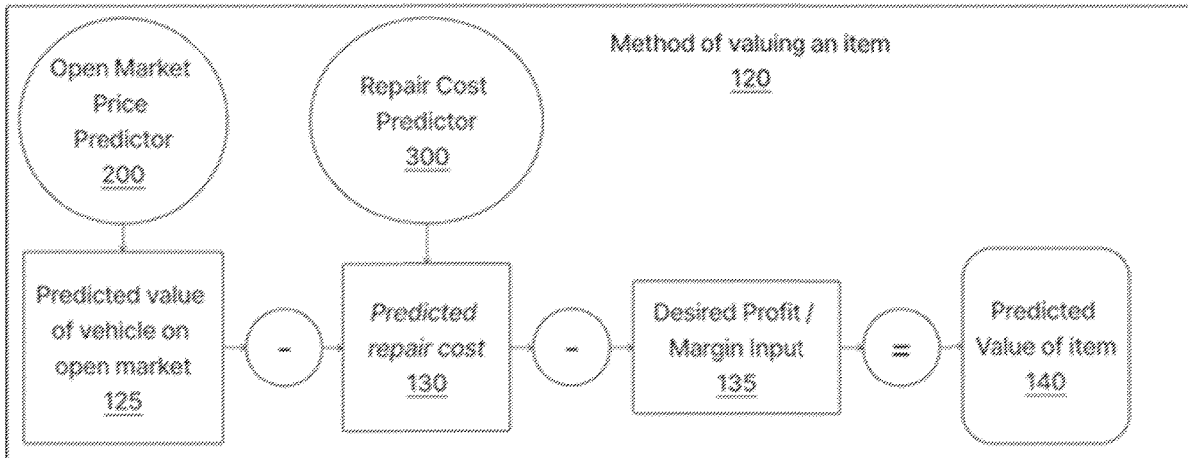 Open Market
Price
Predictor
200
Repair Cost
Predictor
300
Method of valuing an item
120
Predicted value
of vehicle on
open market
125
-
Predicted
repair cost
130
-
Desired Profit /
Margin Input
135
=
Predicted
Value of item
140